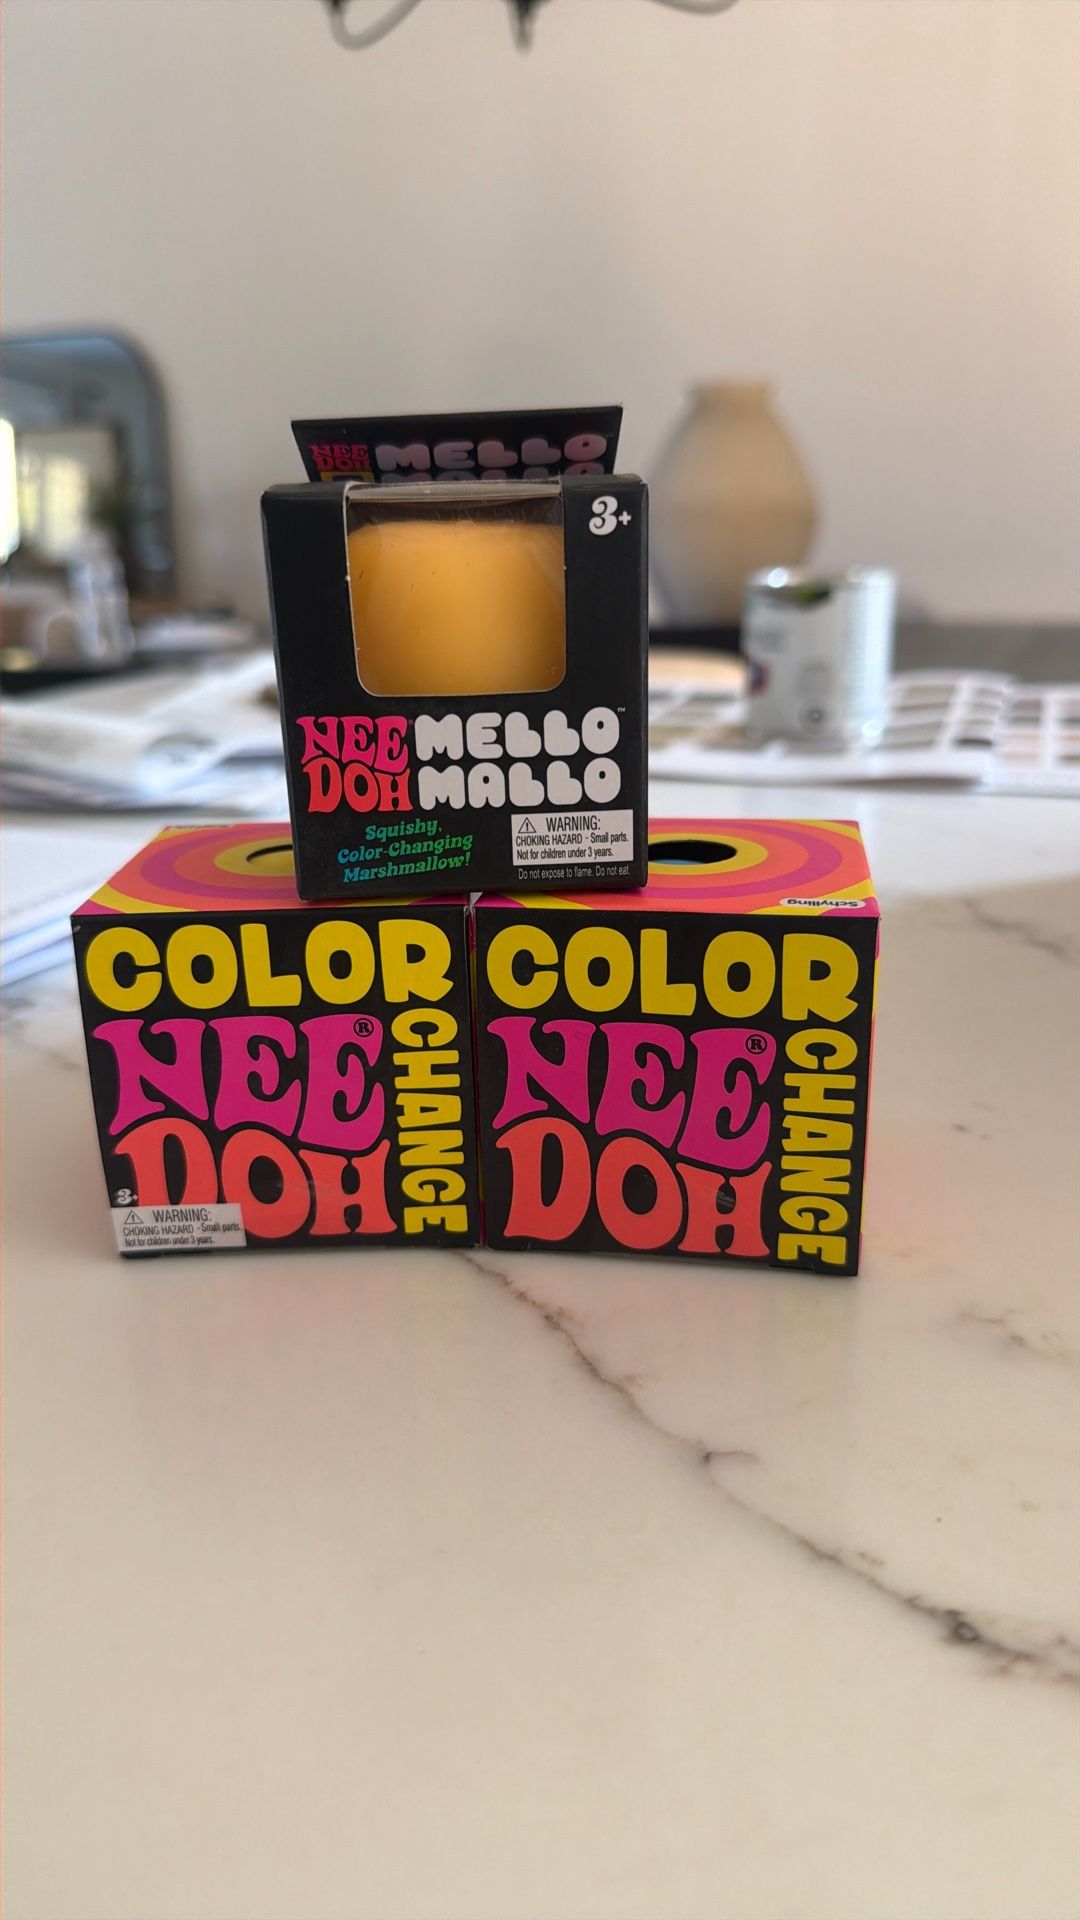 NEE DOH MELLO
MALLO
3+
NEE® MELLO™
DOH MALLO
Squishy,
Color-Changing
Marshmallow!
⚠ WARNING:
CHOKING HAZARD - Small parts.
Not for children under 3 years.
Do not expose to flame. Do not eat.
COLOR
CHANGE
NEE®
DOH
3+
⚠ WARNING:
CHOKING HAZARD - Small parts.
Not for children under 3 years.
Schylling
COLOR
CHANGE
NEE®
DOH